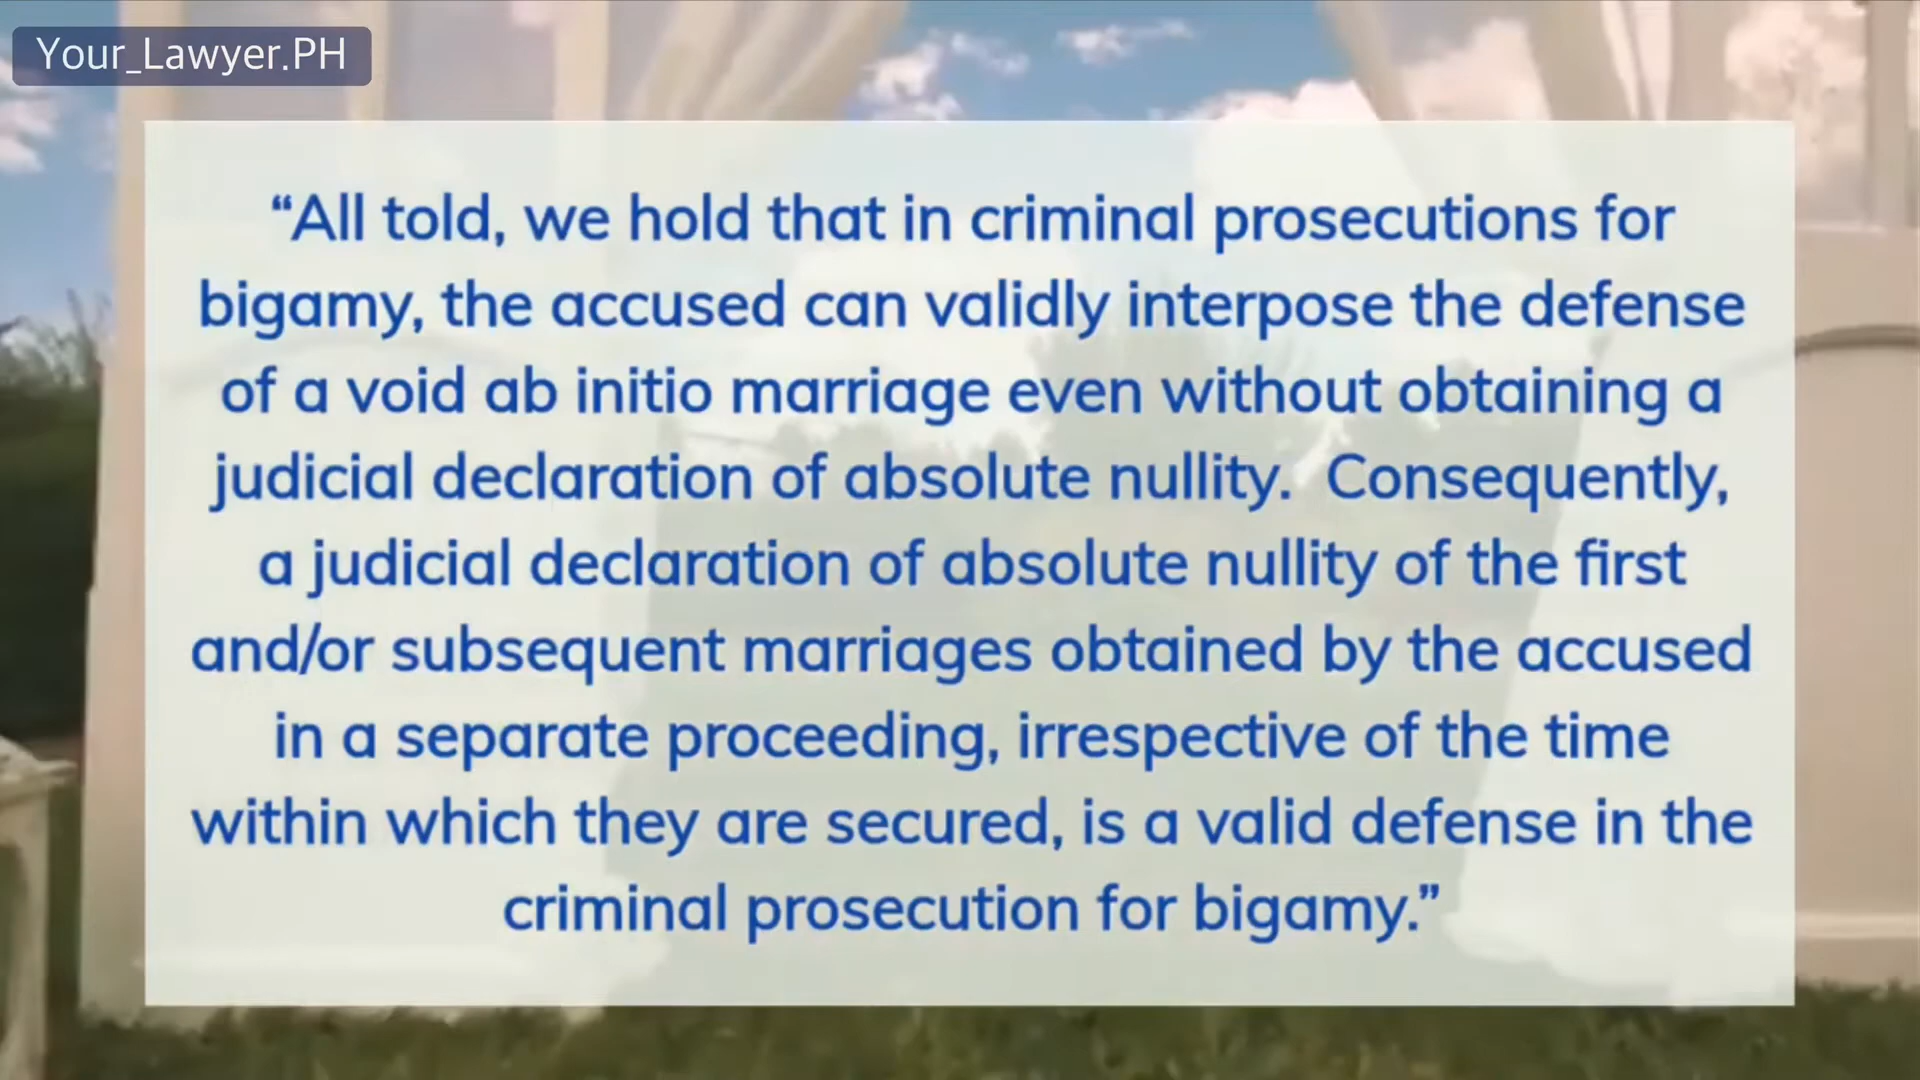 Your_Lawyer.PH
“All told, we hold that in criminal prosecutions for
bigamy, the accused can validly interpose the defense
of a void ab initio marriage even without obtaining a
judicial declaration of absolute nullity.  Consequently,
a judicial declaration of absolute nullity of the first
and/or subsequent marriages obtained by the accused
in a separate proceeding, irrespective of the time
within which they are secured, is a valid defense in the
criminal prosecution for bigamy.”